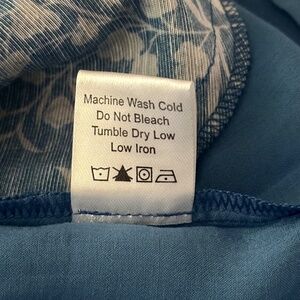 Machine Wash Cold
Do Not Bleach
Tumble Dry Low
Low Iron